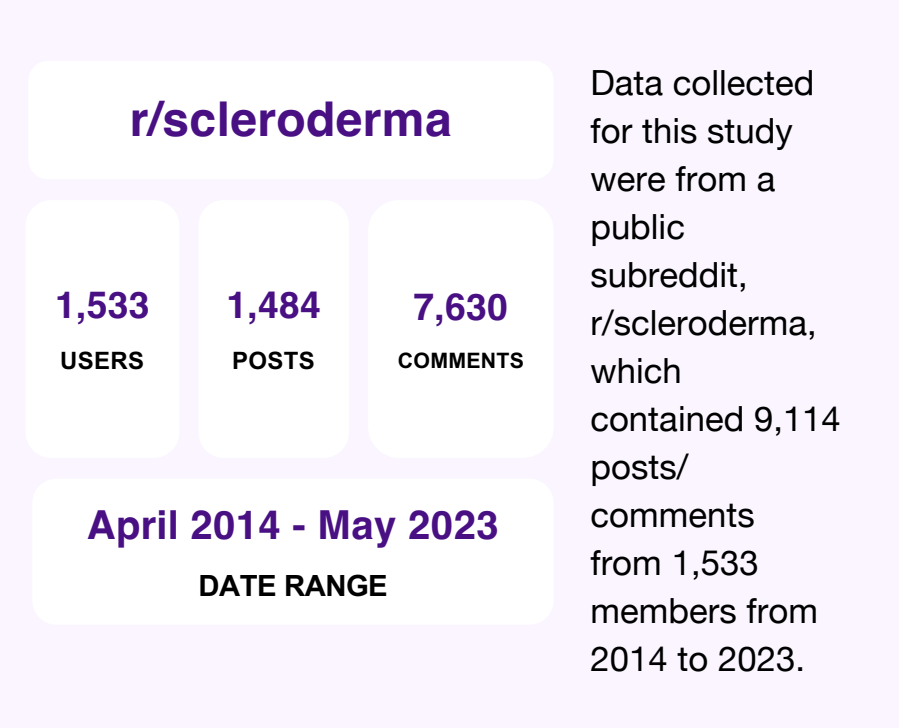 r/scleroderma
1,533
USERS
1,484
POSTS
7,630
COMMENTS
April 2014 - May 2023
DATE RANGE
Data collected
for this study
were from a
public
subreddit,
r/scleroderma,
which
contained 9,114
posts/
comments
from 1,533
members from
2014 to 2023.